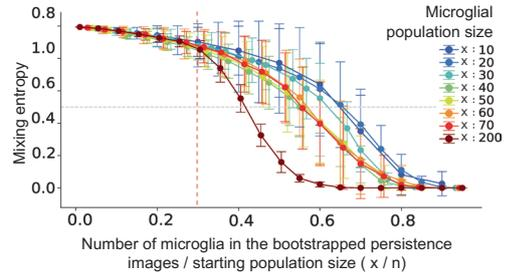 Microglial
population size
x : 10
x : 20
x : 30
x : 40
x : 50
x : 60
x : 70
x : 200
Mixing entropy
0.8
1.0
0.6
0.4
0.2
0.0
0.0
0.2
0.4
0.6
0.8
Number of microglia in the bootstrapped persistence
images / starting population size ( x / n)